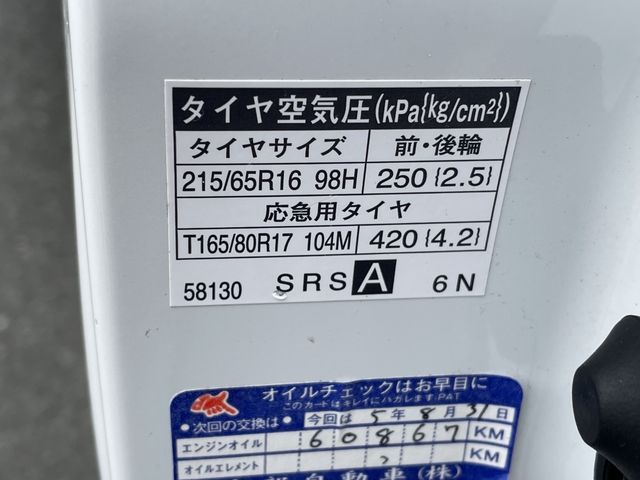 タイヤ空気圧(kPa{kg/cm²})
タイヤサイズ 前・後輪
215/65R16 98H 250{2.5}
応急用タイヤ
T165/80R17 104M 420{4.2}
58130 SRS A 6N
オイルチェックはお早目に
このカードはキレイにハガレます.PAT
●次回の交換は● 今回は 5年 8月 31日
エンジンオイル 60867 KM
オイルエレメント KM
自動車(株)